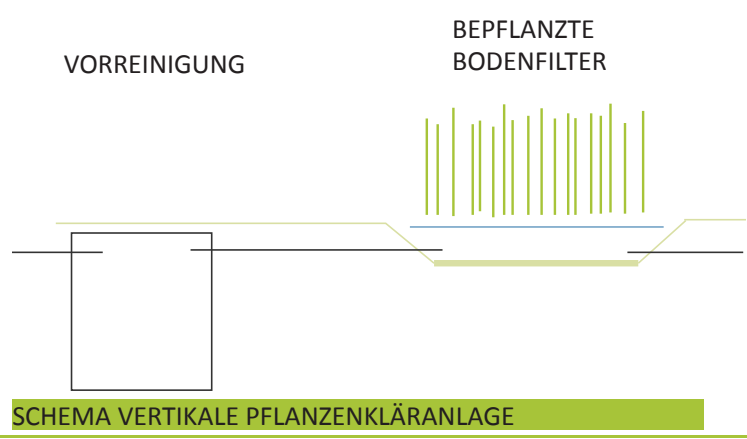 VORREINIGUNG
BEPFLANZTE
BODENFILTER
SCHEMA VERTIKALE PFLANZENKLÄRANLAGE